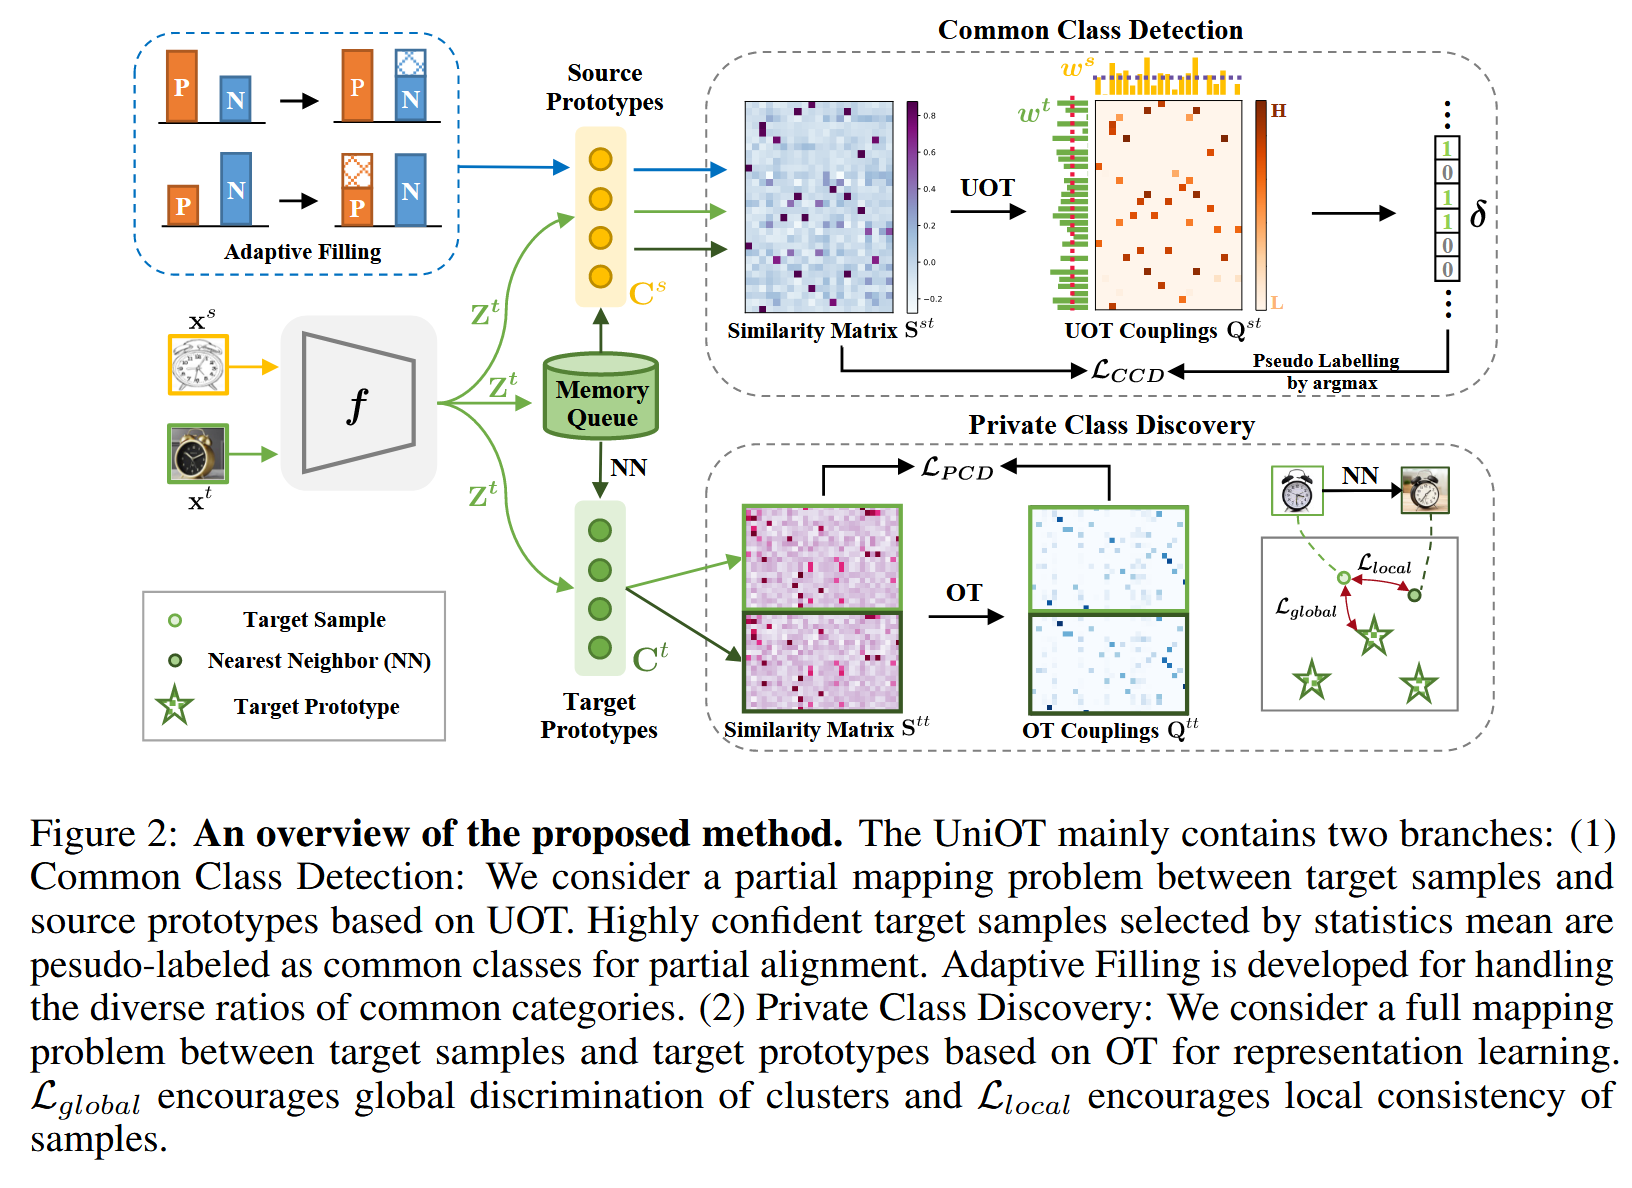 Common Class Detection
P
N
P
N
P
N
P
N
Adaptive Filling
Source
Prototypes
C^s
x^s
x^t
f
Z^t
Z^t
Z^t
Memory
Queue
NN
C^t
Target
Prototypes
0.8
0.6
0.4
0.2
0.0
−0.2
Similarity Matrix S^{st}
UOT
w^s
w^t
H
L
UOT Couplings Q^{st}
1
0
1
1
0
0
δ
ℒ_{CCD}
Pseudo Labelling
by argmax
Private Class Discovery
ℒ_{PCD}
Similarity Matrix S^{tt}
OT
OT Couplings Q^{tt}
NN
ℒ_{local}
ℒ_{global}
Target Sample
Nearest Neighbor (NN)
Target Prototype
Figure 2: An overview of the proposed method. The UniOT mainly contains two branches: (1)
Common Class Detection: We consider a partial mapping problem between target samples and
source prototypes based on UOT. Highly confident target samples selected by statistics mean are
pesudo-labeled as common classes for partial alignment. Adaptive Filling is developed for handling
the diverse ratios of common categories. (2) Private Class Discovery: We consider a full mapping
problem between target samples and target prototypes based on OT for representation learning.
ℒ_{global} encourages global discrimination of clusters and ℒ_{local} encourages local consistency of
samples.